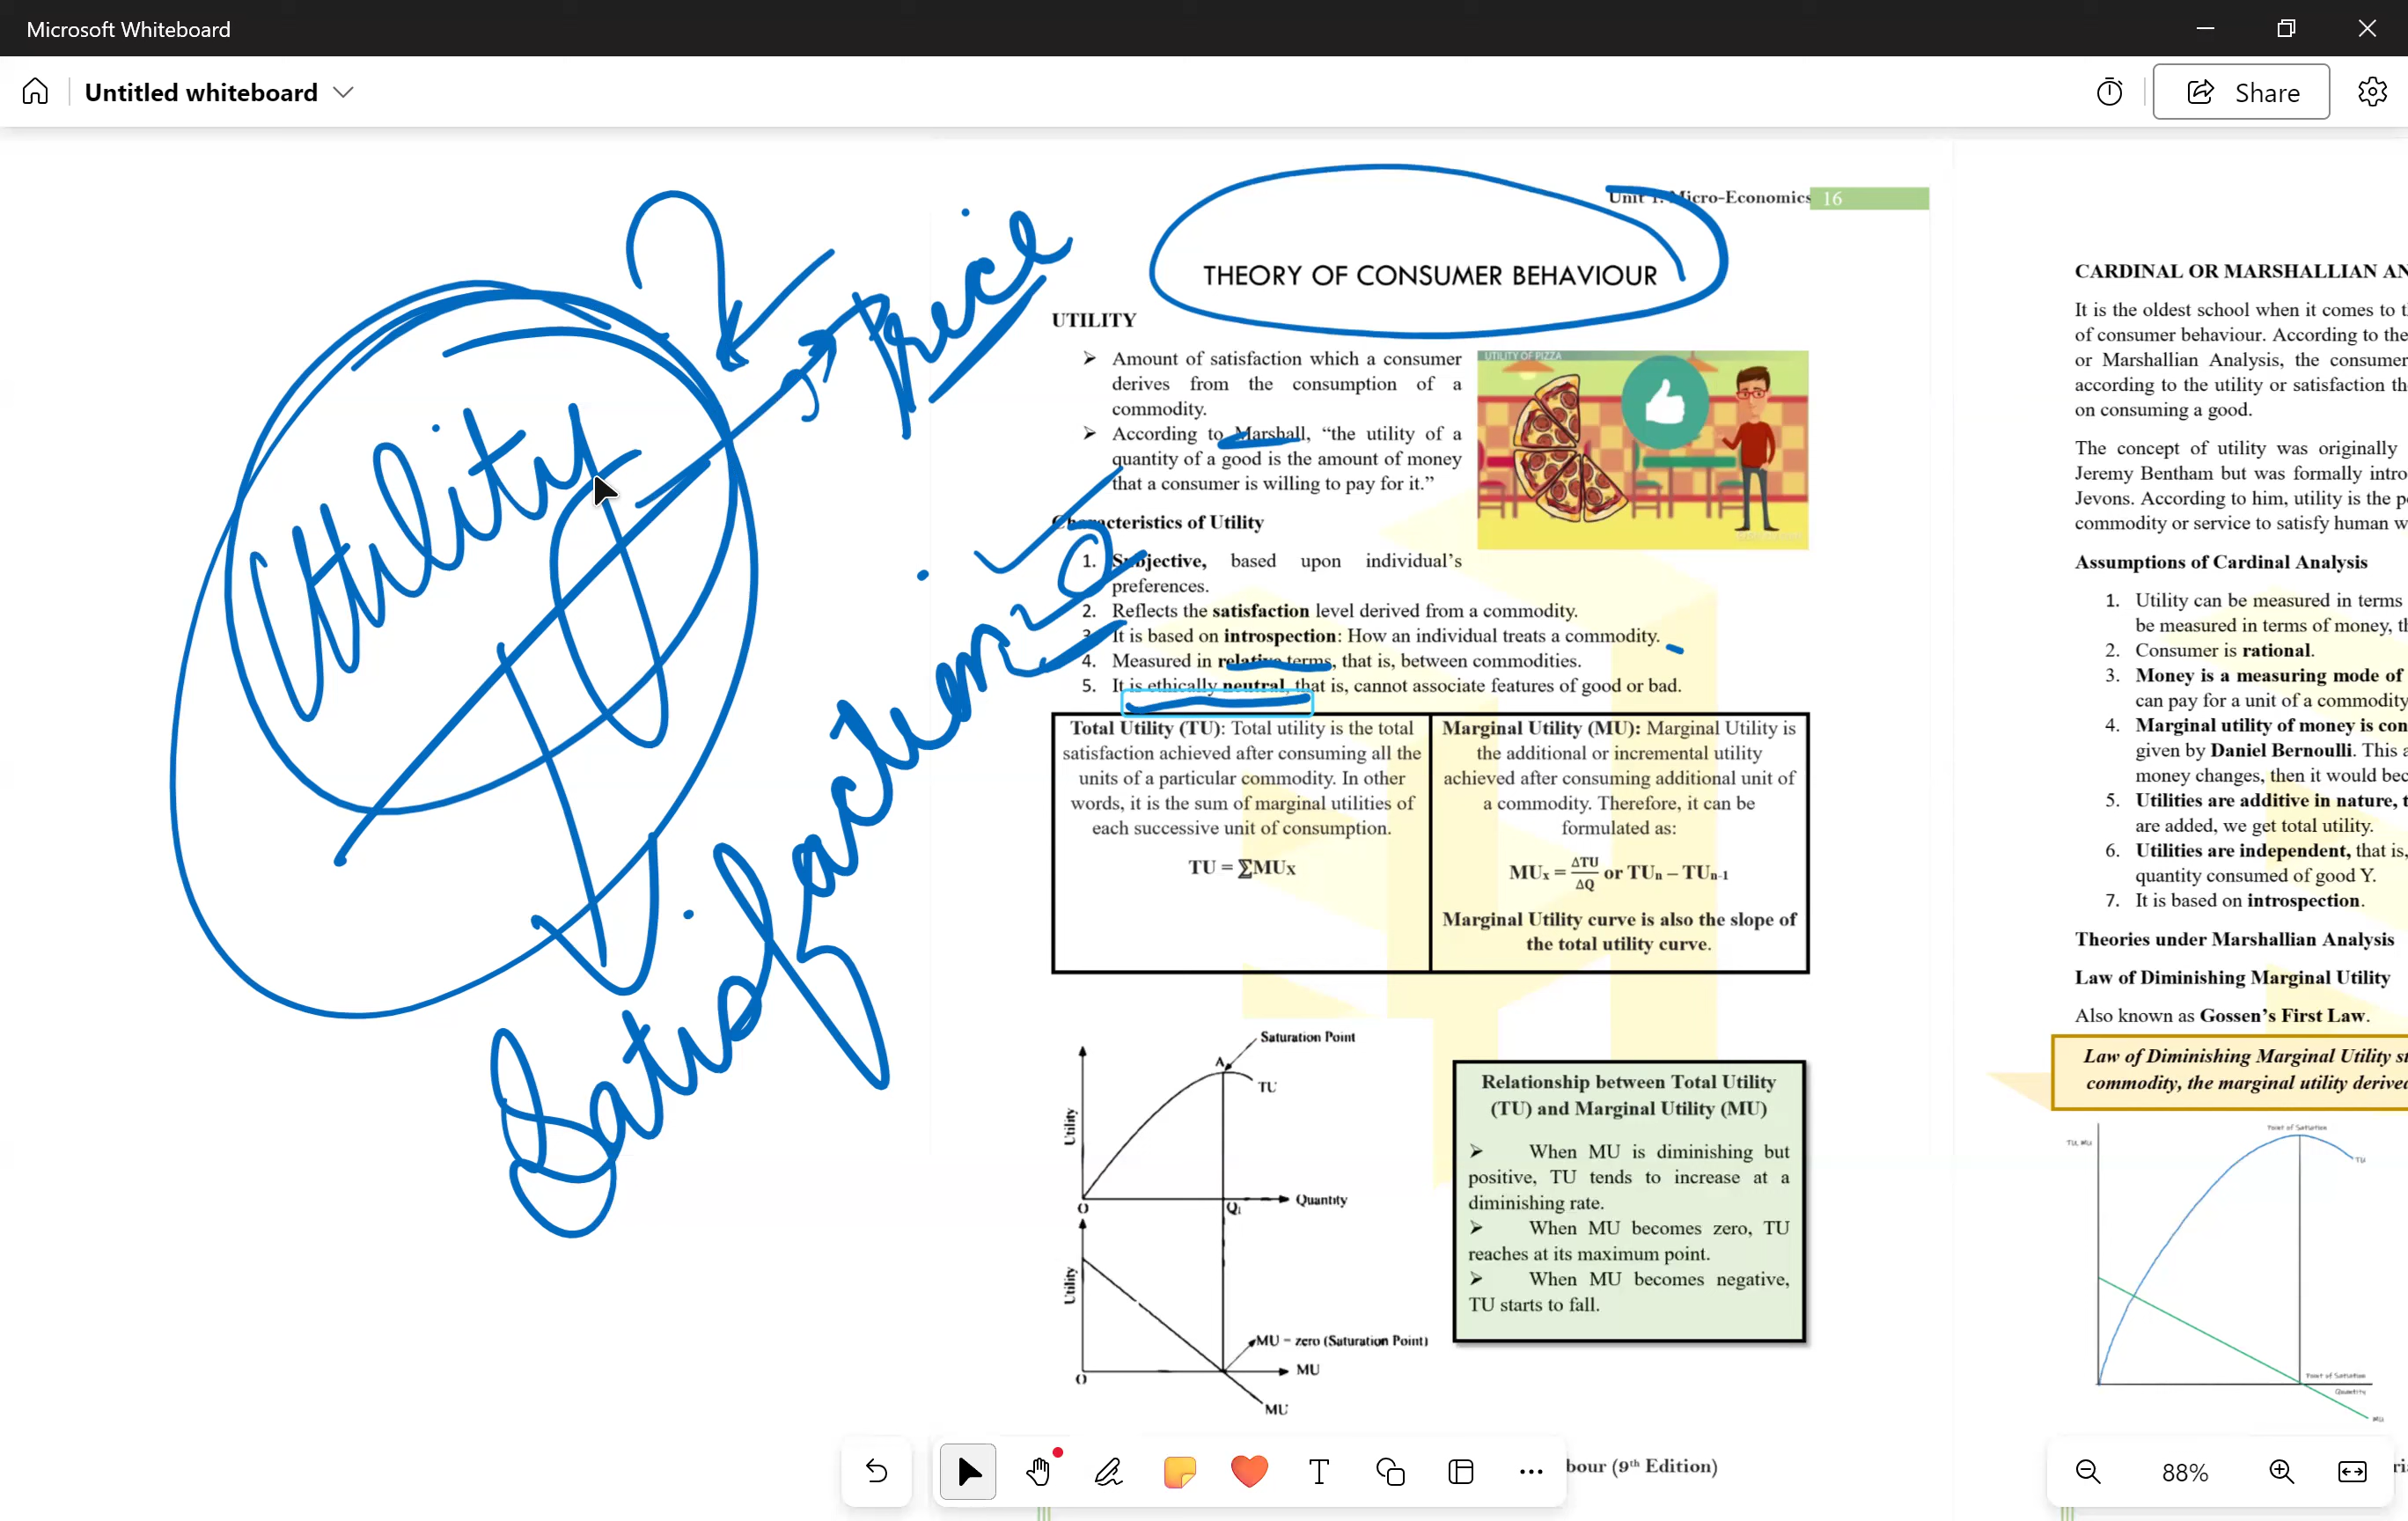 Microsoft Whiteboard
Untitled whiteboard
Share
Utility
Price
Satisfaction
Unit 1: Micro-Economics 16
THEORY OF CONSUMER BEHAVIOUR
UTILITY
➢ Amount of satisfaction which a consumer
derives from the consumption of a
commodity.
➢ According to Marshall, “the utility of a
quantity of a good is the amount of money
that a consumer is willing to pay for it.”
UTILITY OF PIZZA
Characteristics of Utility
1. Subjective, based upon individual’s
preferences.
2. Reflects the satisfaction level derived from a commodity.
3. It is based on introspection: How an individual treats a commodity.
4. Measured in relative terms, that is, between commodities.
5. It is ethically neutral, that is, cannot associate features of good or bad.
Total Utility (TU): Total utility is the total
satisfaction achieved after consuming all the
units of a particular commodity. In other
words, it is the sum of marginal utilities of
each successive unit of consumption.
TU = ∑MUx
Marginal Utility (MU): Marginal Utility is
the additional or incremental utility
achieved after consuming additional unit of
a commodity. Therefore, it can be
formulated as:
MUx = ΔTU/ΔQ or TUn – TUn-1
Marginal Utility curve is also the slope of
the total utility curve.
Saturation Point
A
TU
Utility
O
Q1
Quantity
Utility
MU = zero (Saturation Point)
MU
O
MU
Relationship between Total Utility
(TU) and Marginal Utility (MU)
➢ When MU is diminishing but
positive, TU tends to increase at a
diminishing rate.
➢ When MU becomes zero, TU
reaches at its maximum point.
➢ When MU becomes negative,
TU starts to fall.
bour (9th Edition)
CARDINAL OR MARSHALLIAN AN
It is the oldest school when it comes to t
of consumer behaviour. According to the
or Marshallian Analysis, the consumer
according to the utility or satisfaction th
on consuming a good.
The concept of utility was originally
Jeremy Bentham but was formally intro
Jevons. According to him, utility is the p
commodity or service to satisfy human w
Assumptions of Cardinal Analysis
1. Utility can be measured in terms
be measured in terms of money, th
2. Consumer is rational.
3. Money is a measuring mode of
can pay for a unit of a commodity
4. Marginal utility of money is con
given by Daniel Bernoulli. This a
money changes, then it would bec
5. Utilities are additive in nature, t
are added, we get total utility.
6. Utilities are independent, that is,
quantity consumed of good Y.
7. It is based on introspection.
Theories under Marshallian Analysis
Law of Diminishing Marginal Utility
Also known as Gossen’s First Law.
Law of Diminishing Marginal Utility st
commodity, the marginal utility derived
TU, MU
Point of Satiation
TU
Point of Satiation
Quantity
MU
88%